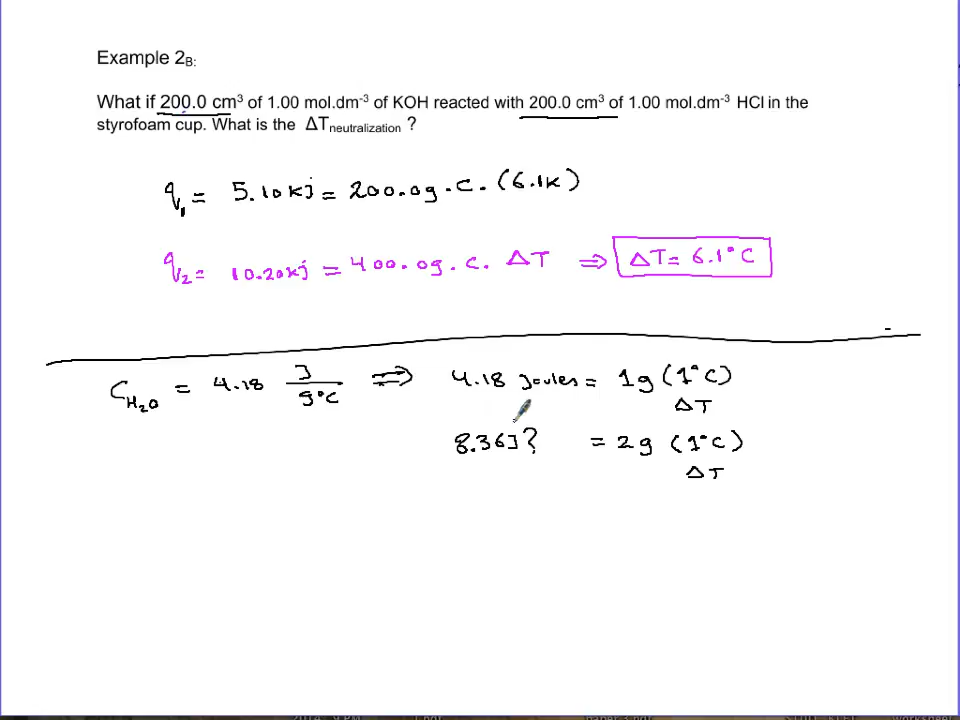 Example 2B:
What if 200.0 cm³ of 1.00 mol.dm⁻³ of KOH reacted with 200.0 cm³ of 1.00 mol.dm⁻³ HCl in the
styrofoam cup. What is the ΔTneutralization ?
q₁ = 5.10kj = 200.0g.c.(6.1K)
q₂ = 10.20kj = 400.0g.c. ΔT ⇒ ΔT= 6.1°C
C_H₂O = 4.18 J/g°C ⇒ 4.18 joules = 1g (1°C)
ΔT
8.36J? = 2g (1°C)
ΔT